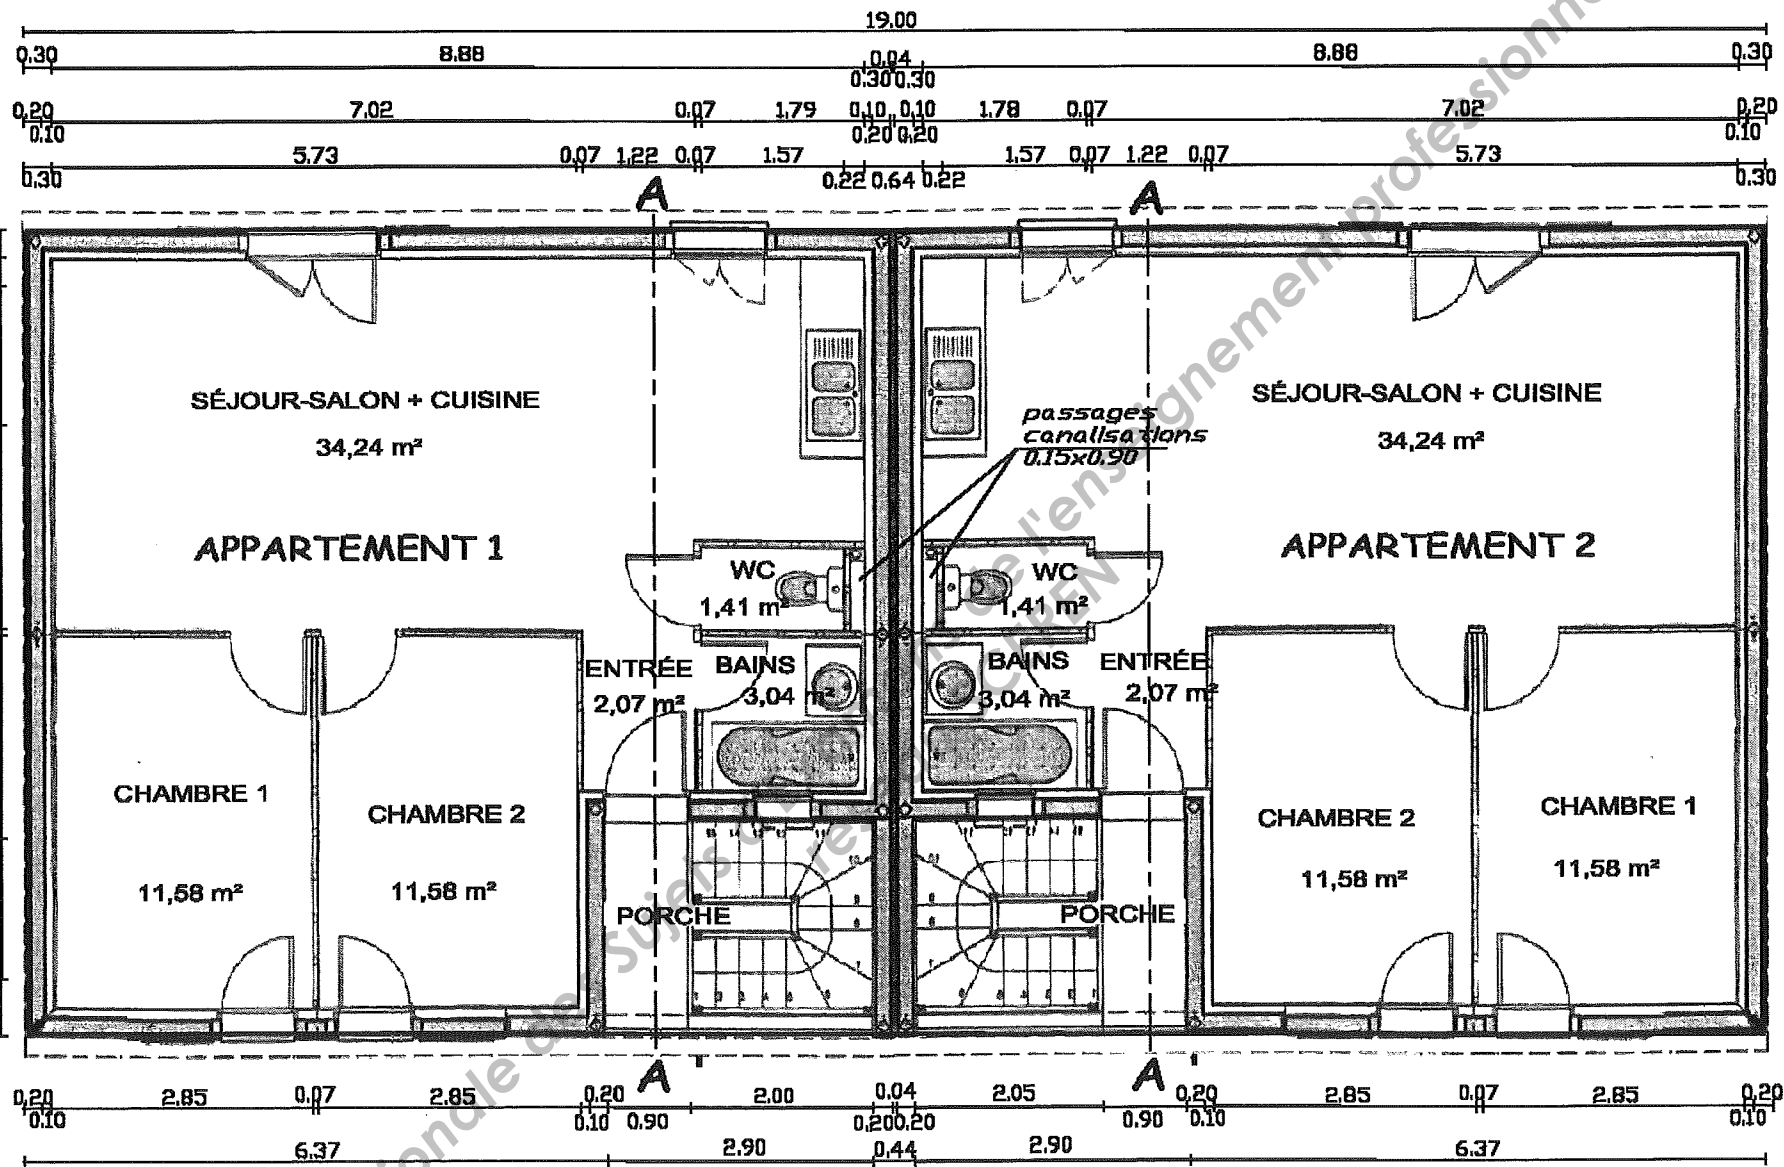 19.00
0.30 8.88 0.04 8.88 0.30
0.30 0.30
0.20 7.02 0.07 1.79 0.10 0.10 1.78 0.07 7.02 0.20
0.10 0.20 0.20 0.10
5.73 0.07 1.22 0.07 1.57 1.57 0.07 1.22 0.07 5.73
0.30 0.22 0.64 0.22 0.30
A A
SÉJOUR-SALON + CUISINE
34,24 m²
SÉJOUR-SALON + CUISINE
34,24 m²
passages
canalisations
0.15x0.90
APPARTEMENT 1
APPARTEMENT 2
WC
1,41 m²
WC
1,41 m²
ENTRÉE
2,07 m²
BAINS
3,04 m²
BAINS
3,04 m²
ENTRÉE
2,07 m²
CHAMBRE 1
11,58 m²
CHAMBRE 2
11,58 m²
CHAMBRE 2
11,58 m²
CHAMBRE 1
11,58 m²
PORCHE
PORCHE
A A
0.20 2.85 0.07 2.85 0.20 2.00 0.04 2.05 0.20 2.85 0.07 2.85 0.20
0.10 0.10 0.90 0.20 0.20 0.90 0.10 0.10
6.37 2.90 0.44 2.90 6.37
de l'enseignement
Sujets